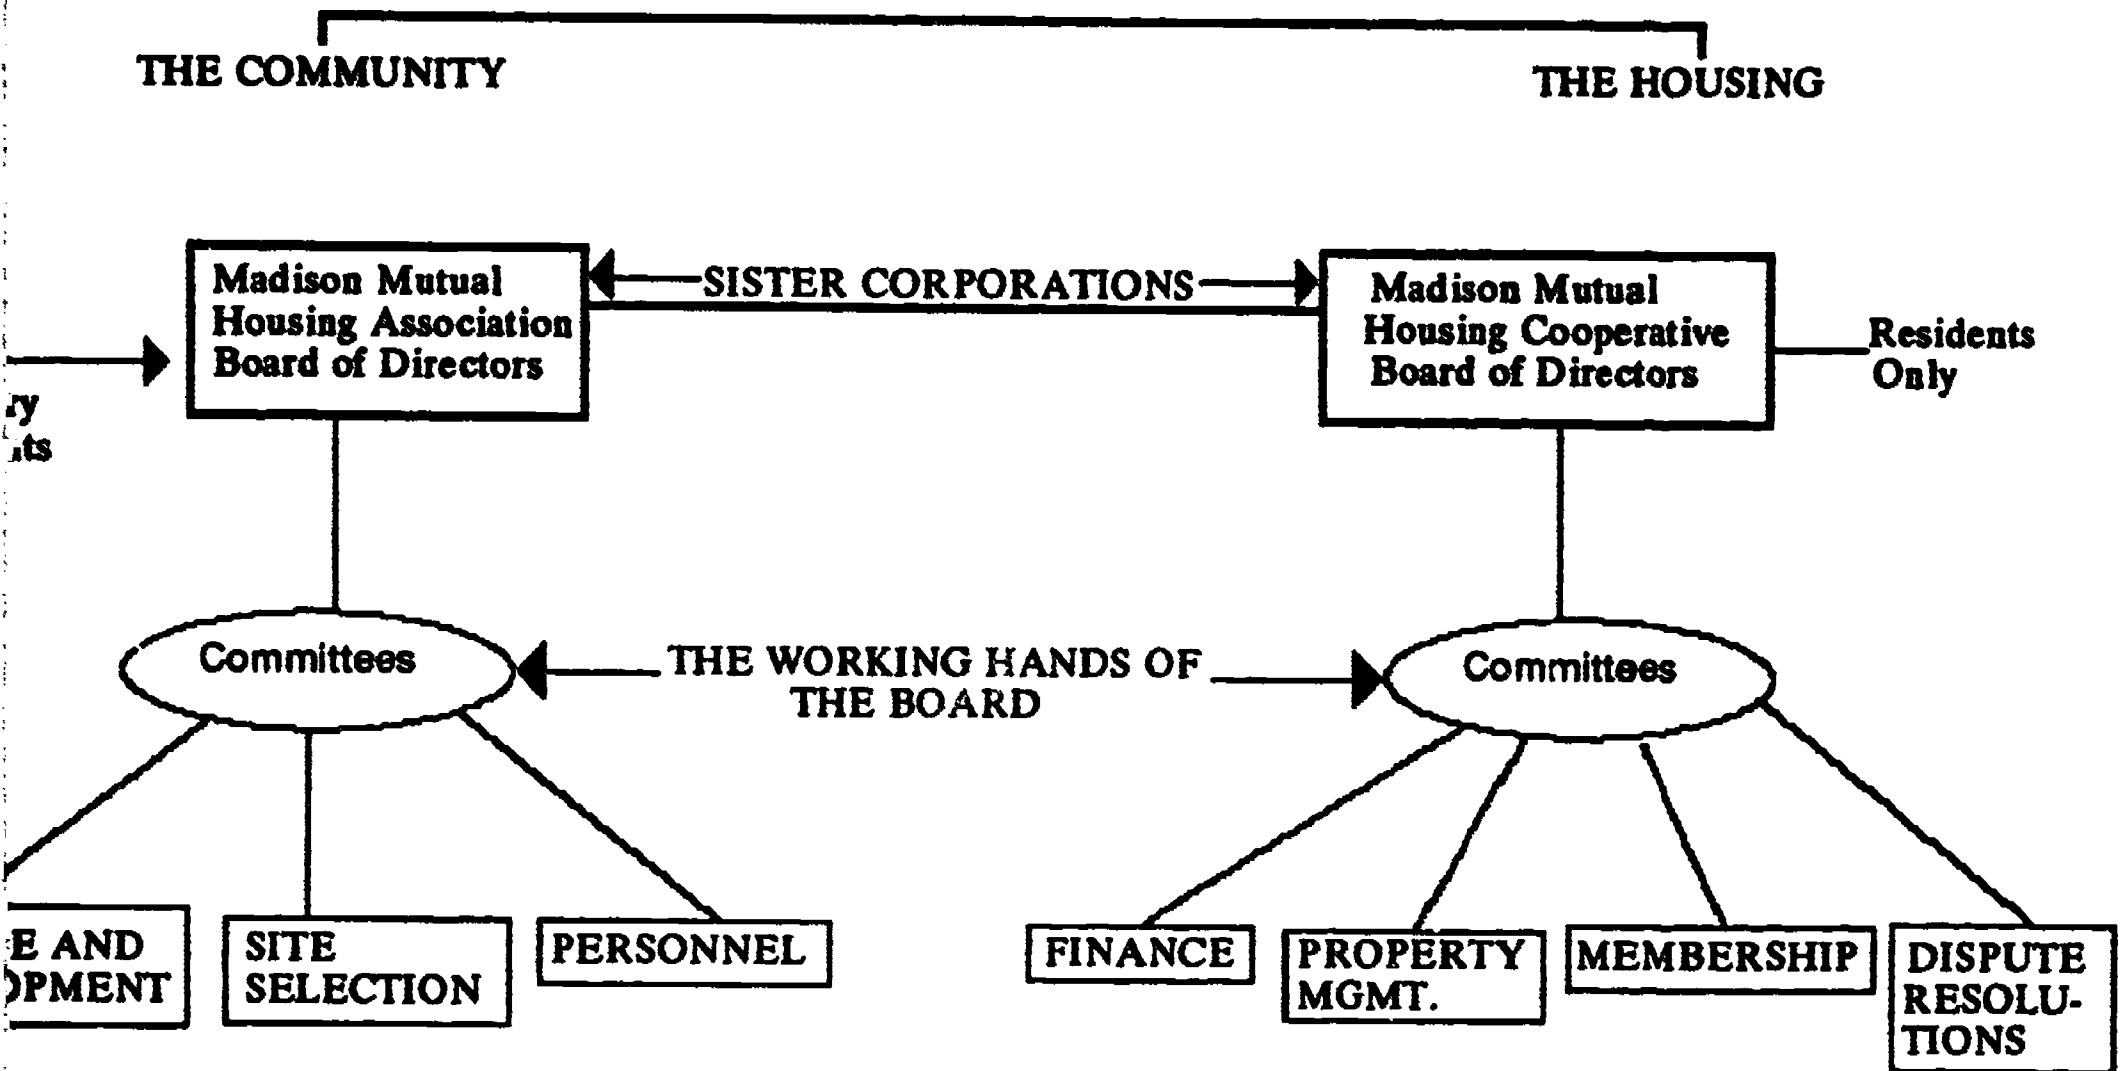 THE COMMUNITY
THE HOUSING
Madison Mutual
Housing Association
Board of Directors
SISTER CORPORATIONS
Madison Mutual
Housing Cooperative
Board of Directors
Residents
Only
Committees
THE WORKING HANDS OF
THE BOARD
Committees
AND
SITE
SELECTION
PERSONNEL
FINANCE
PROPERTY
MGMT.
MEMBERSHIP
DISPUTE
RESOLU-
TIONS